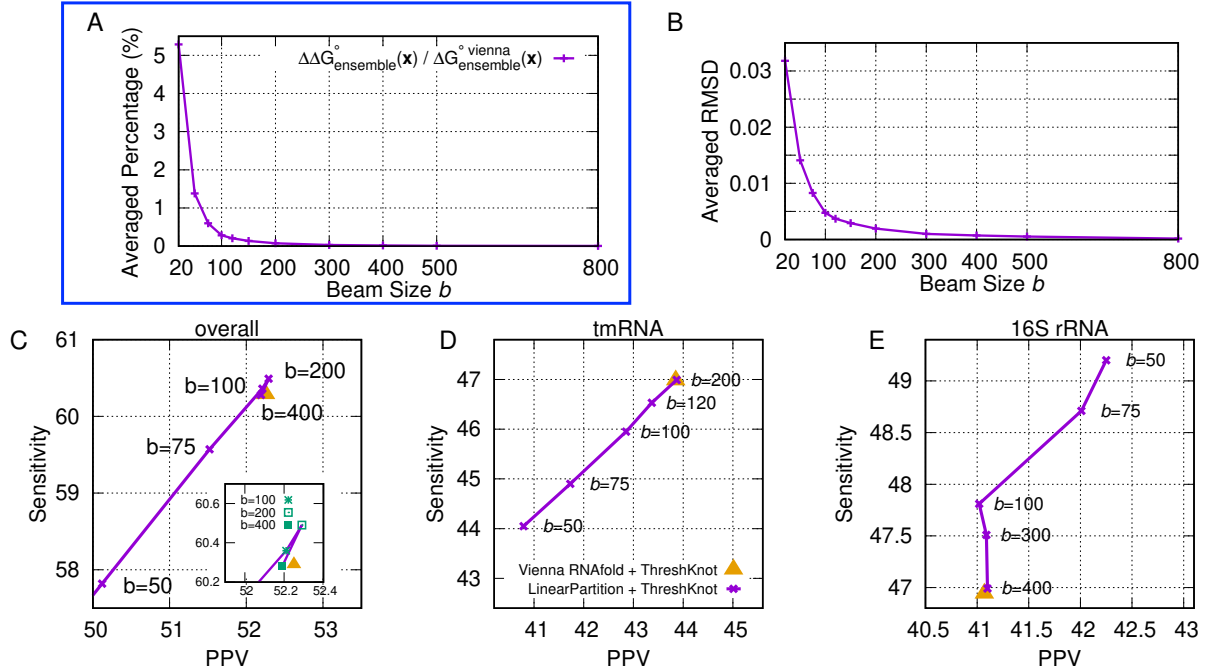 A
Averaged Percentage (%)
ΔΔG°ensemble(x) / ΔG°vienna ensemble(x)
5
4
3
2
1
0
20 100 200 300 400 500 800
Beam Size b
B
Averaged RMSD
0.03
0.02
0.01
0
20 100 200 300 400 500 800
Beam Size b
C
overall
Sensitivity
61
60
59
58
b=200
b=100
b=400
b=75
b=50
b=100
b=200
b=400
60.6
60.4
60.2
52 52.2 52.4
50 51 52 53
PPV
D
tmRNA
Sensitivity
47
46
45
44
43
b=200
b=120
b=100
b=75
b=50
Vienna RNAfold + ThreshKnot
LinearPartition + ThreshKnot
41 42 43 44 45
PPV
E
16S rRNA
Sensitivity
49
48.5
48
47.5
47
b=50
b=75
b=100
b=300
b=400
40.5 41 41.5 42 42.5 43
PPV